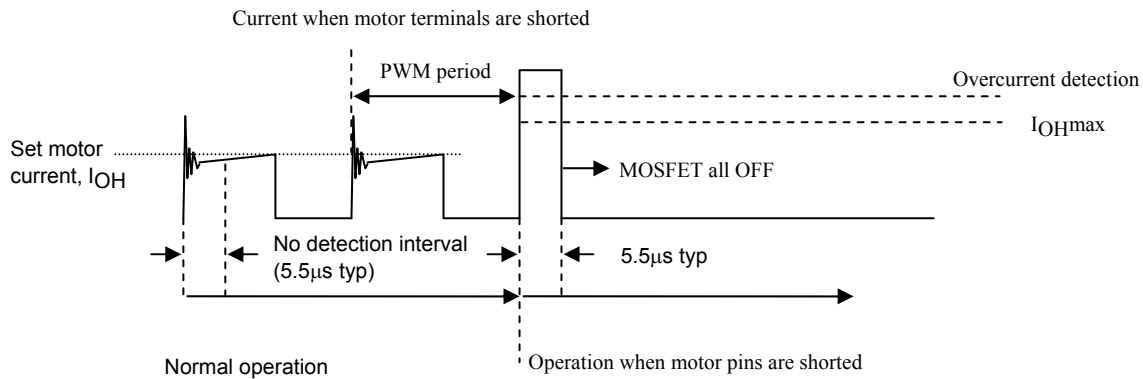 Current when motor terminals are shorted
PWM period
Overcurrent detection
IOHmax
Set motor
current, IOH
MOSFET all OFF
No detection interval
(5.5μs typ)
5.5μs typ
Normal operation
Operation when motor pins are shorted